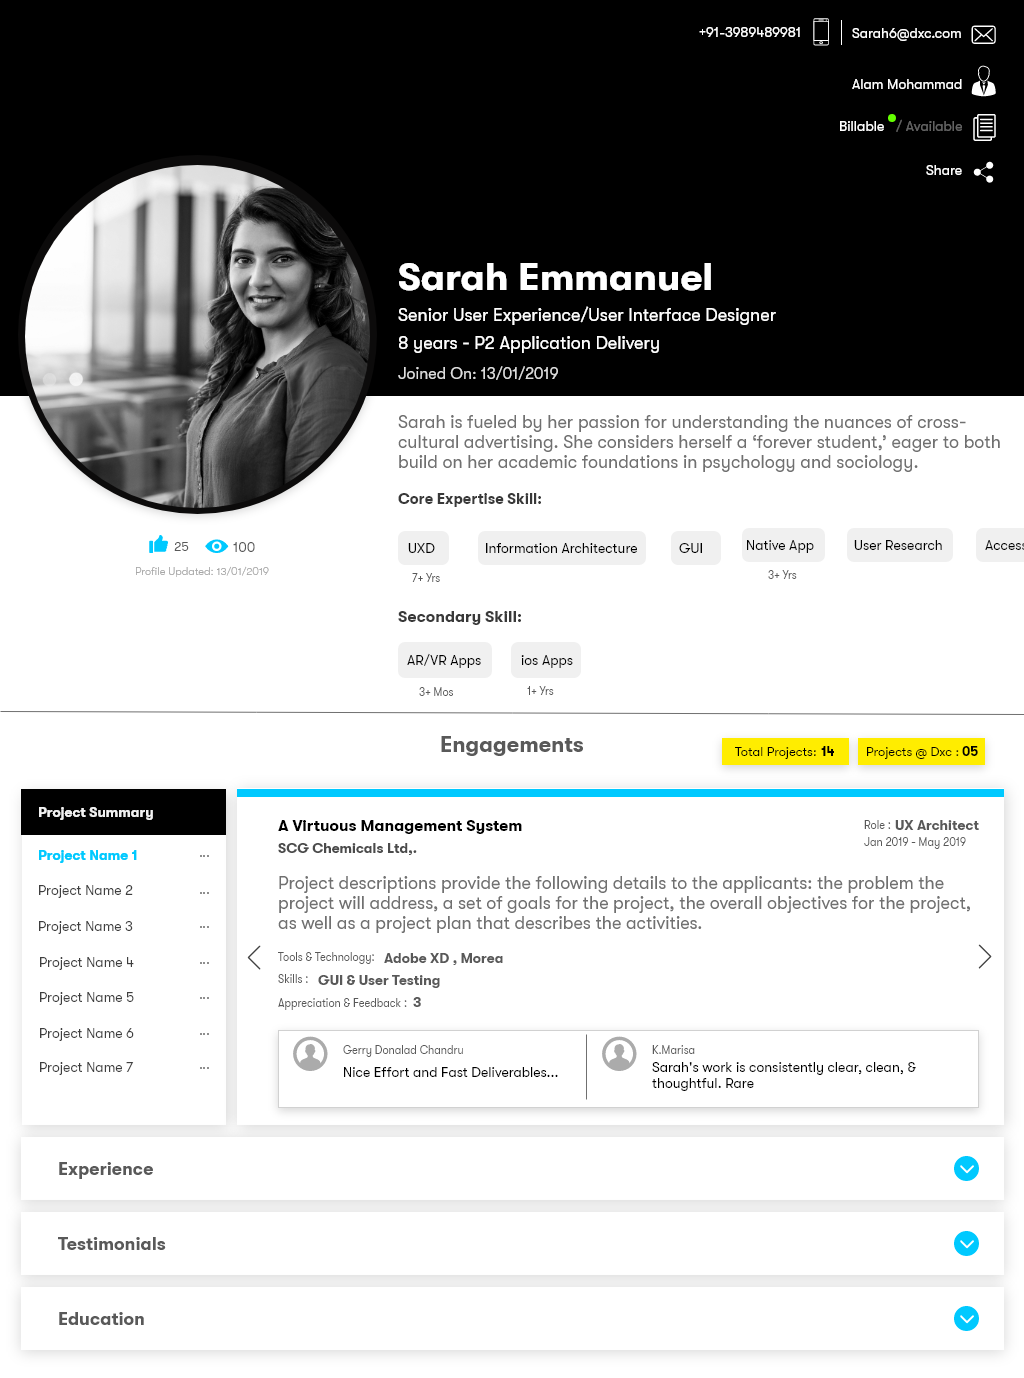 +91-3989489981
Sarah6@dxc.com
Alam Mohammad
Billable / Available
Share
Sarah Emmanuel
Senior User Experience/User Interface Designer
8 years - P2 Application Delivery
Joined On: 13/01/2019
Sarah is fueled by her passion for understanding the nuances of cross-
cultural advertising. She considers herself a ‘forever student,’ eager to both
build on her academic foundations in psychology and sociology.
25
100
Profile Updated: 13/01/2019
Core Expertise Skill:
UXD
Information Architecture
GUI
Native App
User Research
Access
7+ Yrs
3+ Yrs
Secondary Skill:
AR/VR Apps
ios Apps
3+ Mos
1+ Yrs
Engagements
Total Projects: 14
Projects @ Dxc : 05
Project Summary
Project Name 1 ...
Project Name 2 ...
Project Name 3 ...
Project Name 4 ...
Project Name 5 ...
Project Name 6 ...
Project Name 7 ...
A Virtuous Management System
SCG Chemicals Ltd,.
Role : UX Architect
Jan 2019 - May 2019
Project descriptions provide the following details to the applicants: the problem the
project will address, a set of goals for the project, the overall objectives for the project,
as well as a project plan that describes the activities.
Tools & Technology: Adobe XD , Morea
Skills : GUI & User Testing
Appreciation & Feedback : 3
Gerry Donalad Chandru
Nice Effort and Fast Deliverables...
K.Marisa
Sarah's work is consistently clear, clean, &
thoughtful. Rare
Experience
Testimonials
Education